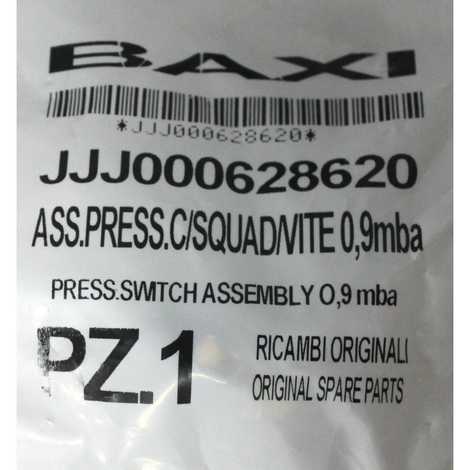 BAXI
*JJJ000628620*
JJJ000628620
ASS.PRESS.C/SQUAD/VITE 0,9mba
PRESS.SWITCH ASSEMBLY O,9 mba
PZ.1
RICAMBI ORIGINALI
ORIGINAL SPARE PARTS